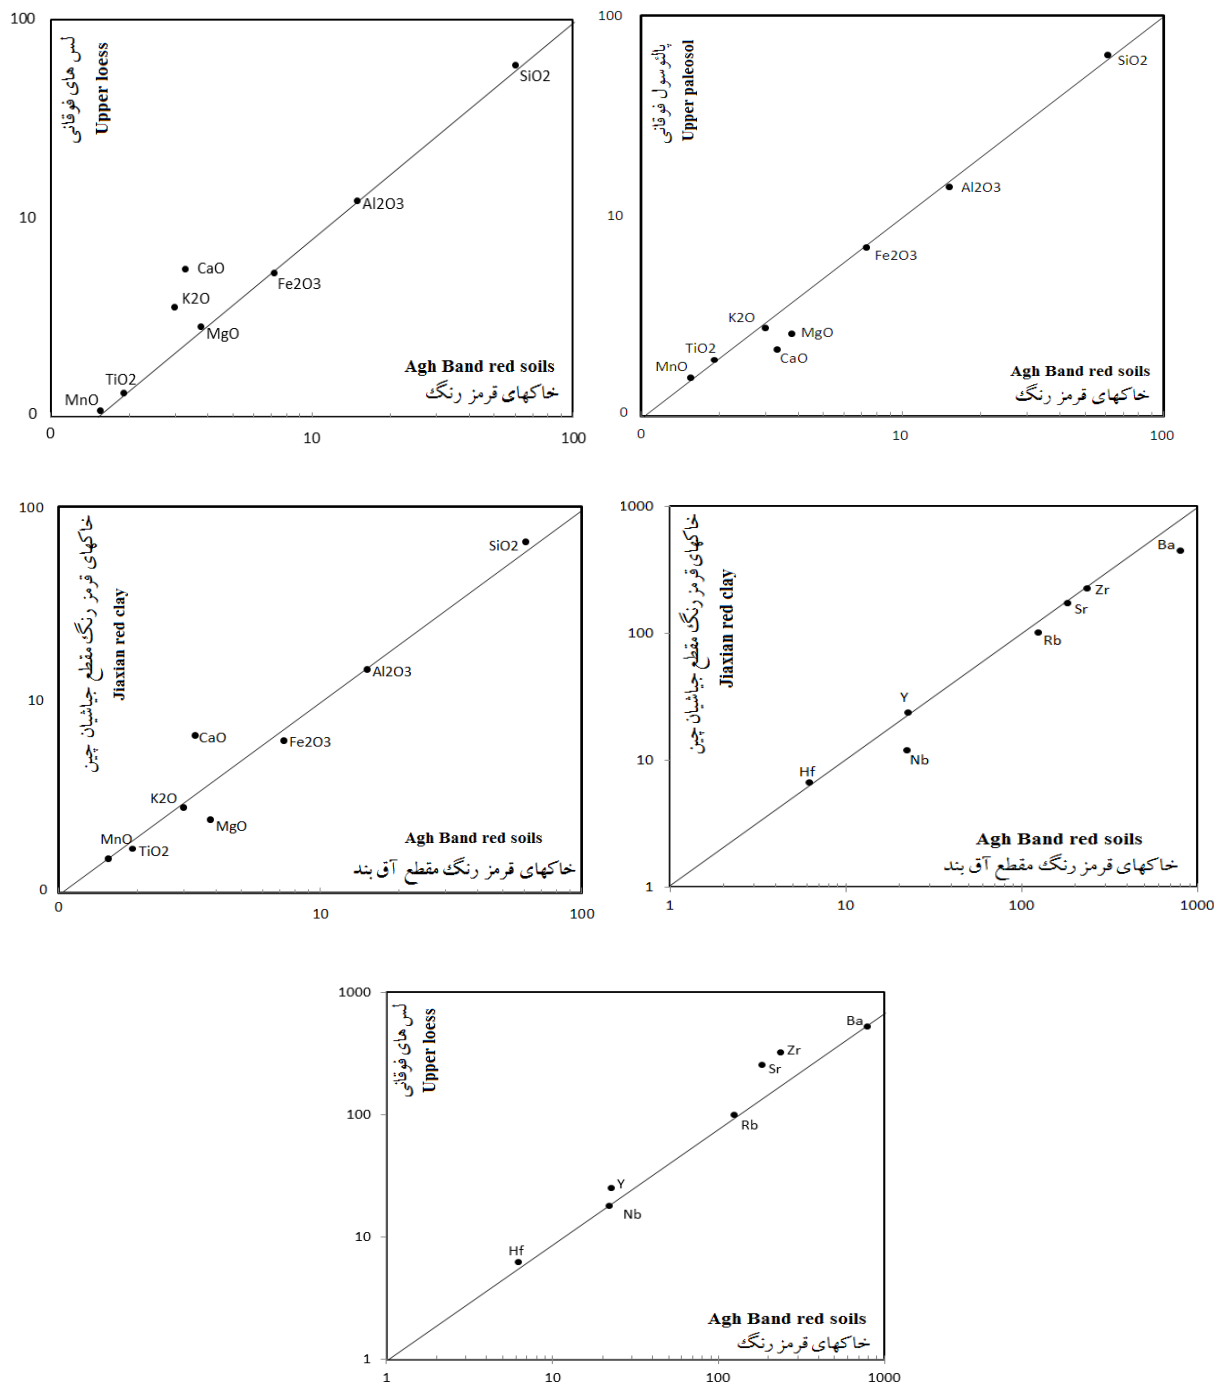 100
لس های فوقانی
Upper loess
SiO2
10
Al2O3
CaO
K2O
Fe2O3
MgO
TiO2
MnO
Agh Band red soils
خاکهای قرمز رنگ
0
0
10
100
100
پالئوسول فوقانی
Upper paleosol
SiO2
10
Al2O3
Fe2O3
K2O
MgO
TiO2
CaO
MnO
Agh Band red soils
خاکهای قرمز رنگ
0
0
10
100
100
خاکهای قرمز رنگ مقطع جیاشیان چین
Jiaxian red clay
SiO2
10
Al2O3
CaO
Fe2O3
K2O
MgO
MnO
TiO2
Agh Band red soils
خاکهای قرمز رنگ مقطع آق بند
0
0
10
100
1000
خاکهای قرمز رنگ مقطع جیاشیان چین
Jiaxian red clay
Ba
Zr
Sr
100
Rb
Y
Nb
10
Hf
Agh Band red soils
خاکهای قرمز رنگ مقطع آق بند
1
1
10
100
1000
1000
لس های فوقانی
Upper loess
Ba
Zr
Sr
100
Rb
Y
Nb
10
Hf
Agh Band red soils
خاکهای قرمز رنگ
1
1
10
100
1000